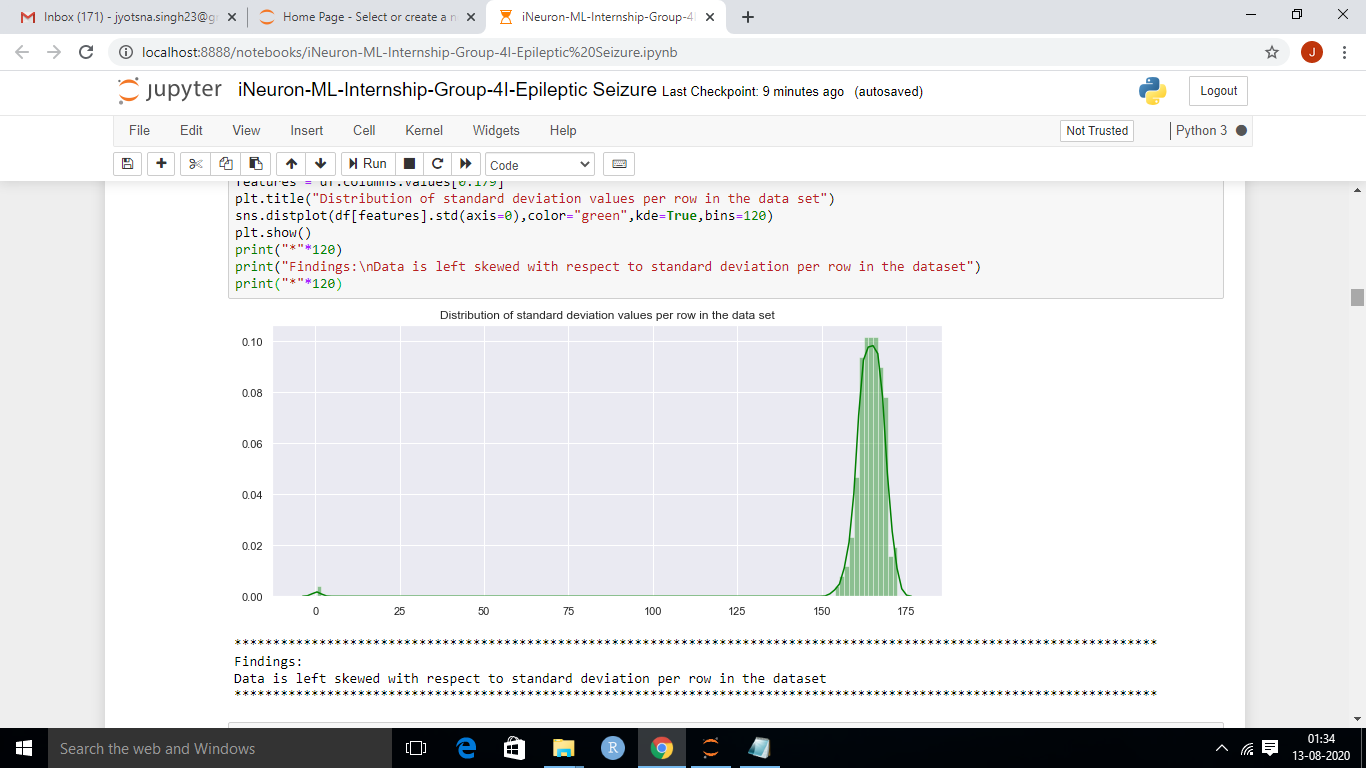 Inbox (171) - jyotsna.singh23@g
Home Page - Select or create a n
iNeuron-ML-Internship-Group-4I
localhost:8888/notebooks/iNeuron-ML-Internship-Group-4I-Epileptic%20Seizure.ipynb
J
jupyter iNeuron-ML-Internship-Group-4I-Epileptic Seizure Last Checkpoint: 9 minutes ago (autosaved)
Logout
File Edit View Insert Cell Kernel Widgets Help Not Trusted Python 3
Run Code
features = df.columns.values[0:179]
plt.title("Distribution of standard deviation values per row in the data set")
sns.distplot(df[features].std(axis=0),color="green",kde=True,bins=120)
plt.show()
print("*"*120)
print("Findings:\nData is left skewed with respect to standard deviation per row in the dataset")
print("*"*120)
Distribution of standard deviation values per row in the data set
0.10
0.08
0.06
0.04
0.02
0.00
0 25 50 75 100 125 150 175
************************************************************************************************************************
Findings:
Data is left skewed with respect to standard deviation per row in the dataset
************************************************************************************************************************
Search the web and Windows
R
01:34
13-08-2020